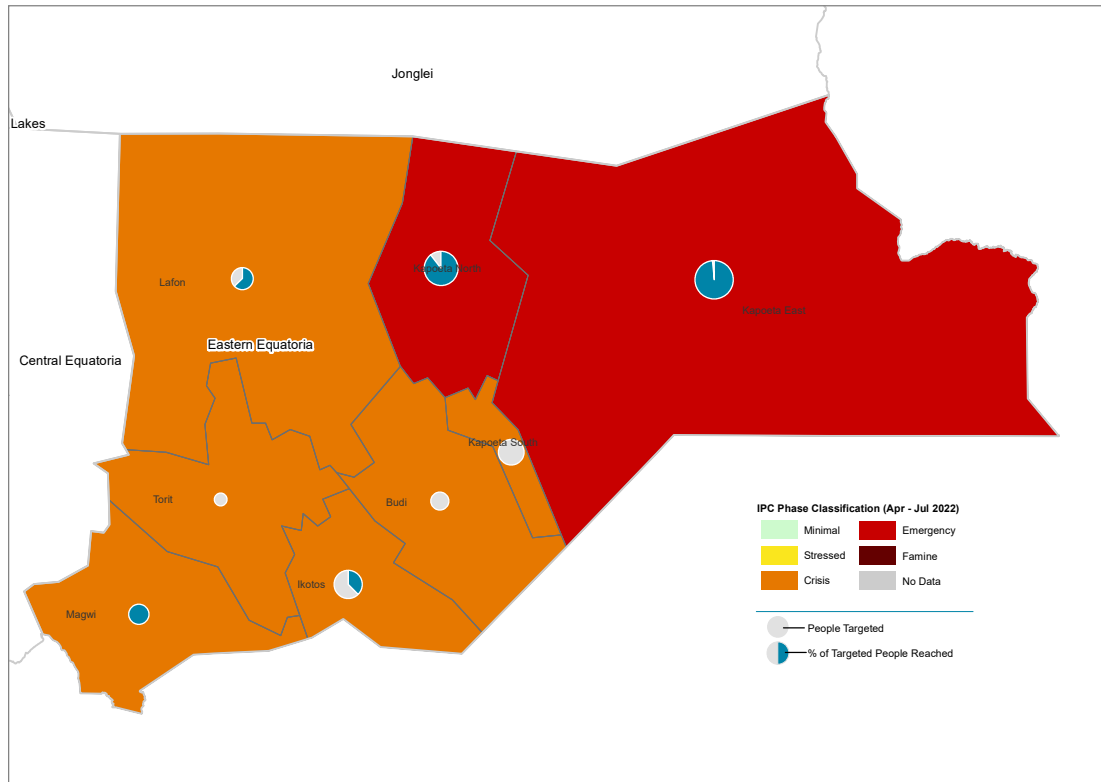 Jonglei
Lakes
Kapoeta North
Lafon
Kapoeta East
Eastern Equatoria
Central Equatoria
Kapoeta South
Torit
Budi
IPC Phase Classification (Apr - Jul 2022)
Minimal
Emergency
Stressed
Famine
Crisis
No Data
Ikotos
Magwi
People Targeted
% of Targeted People Reached